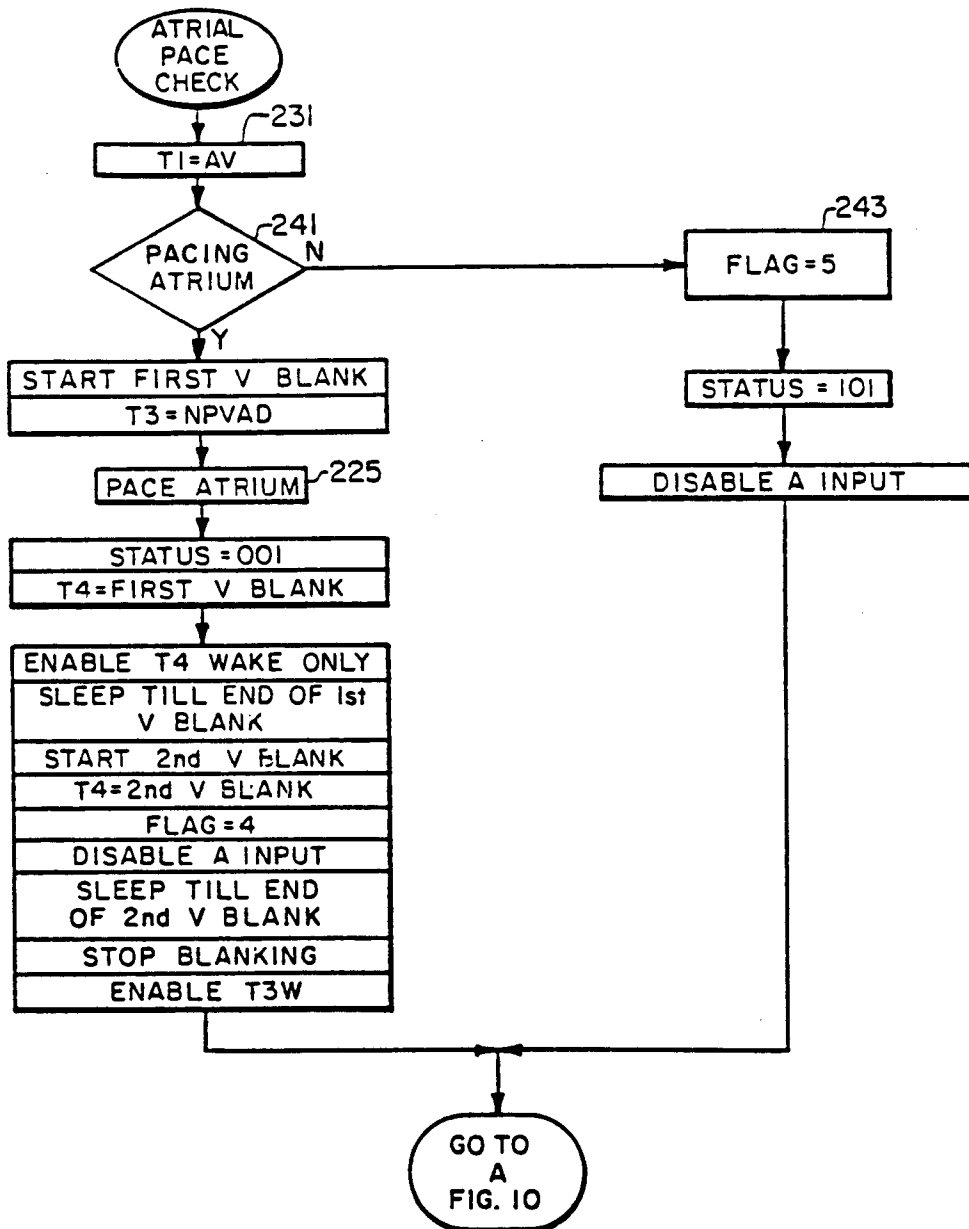 ATRIAL
PACE
CHECK
231
T1=AV
241
PACING
ATRIUM
N
Y
243
FLAG=5
STATUS=101
DISABLE A INPUT
START FIRST V BLANK
T3=NPVAD
PACE ATRIUM
225
STATUS=001
T4=FIRST V BLANK
ENABLE T4 WAKE ONLY
SLEEP TILL END OF 1st
V BLANK
START 2nd V BLANK
T4=2nd V BLANK
FLAG=4
DISABLE A INPUT
SLEEP TILL END
OF 2nd V BLANK
STOP BLANKING
ENABLE T3W
GO TO
A
FIG. 10